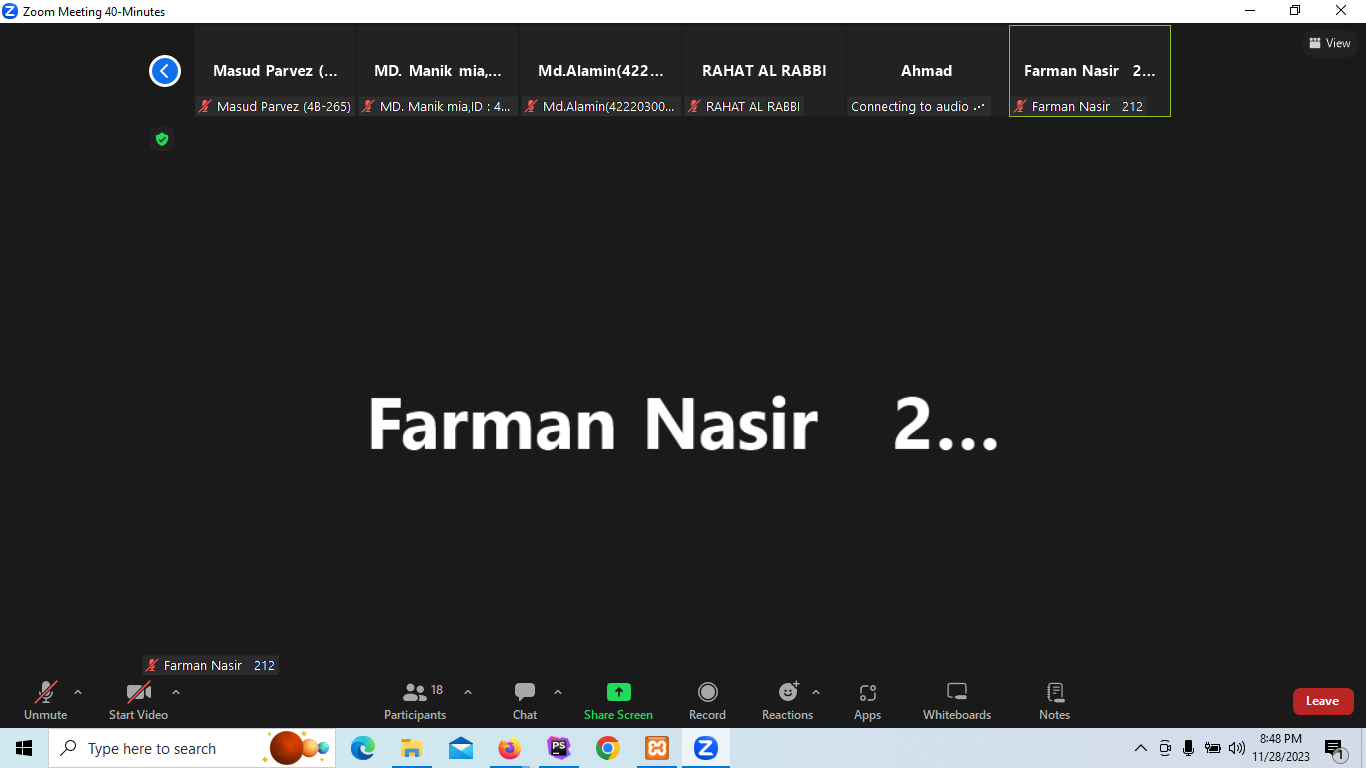 Zoom Meeting 40-Minutes
View
Masud Parvez (...
MD. Manik mia,...
Md.Alamin(422...
RAHAT AL RABBI
Ahmad
Farman Nasir 2...
Masud Parvez (4B-265)
MD. Manik mia,ID : 4...
Md.Alamin(42220300...
RAHAT AL RABBI
Connecting to audio
Farman Nasir 212
Farman Nasir 2...
Farman Nasir 212
Unmute
Start Video
18
Participants
Chat
Share Screen
Record
Reactions
Apps
Whiteboards
Notes
Leave
Type here to search
PS
8:48 PM
11/28/2023
1